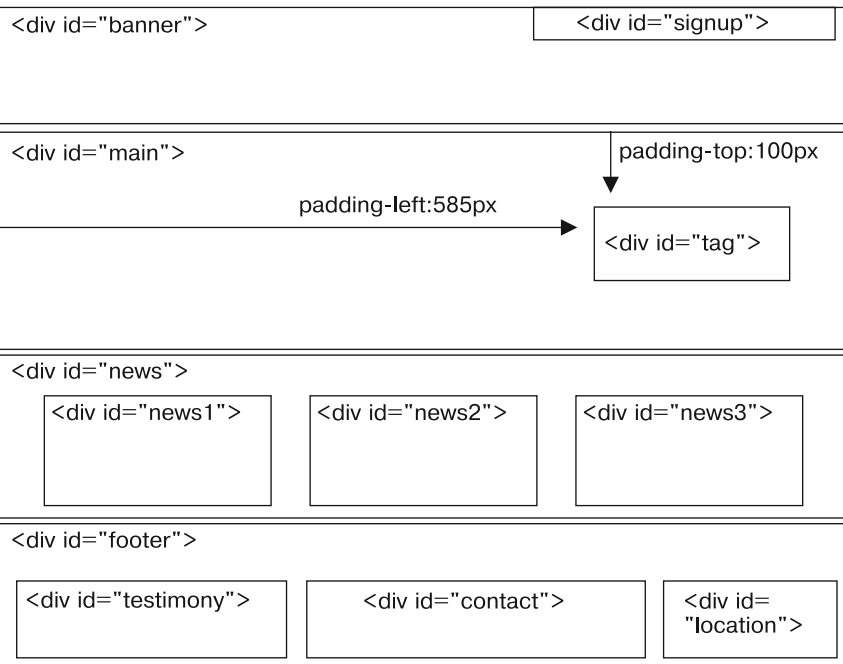 <div id="banner">
<div id="signup">
<div id="main">
padding-top:100px
padding-left:585px
<div id="tag">
<div id="news">
<div id="news1">
<div id="news2">
<div id="news3">
<div id="footer">
<div id="testimony">
<div id="contact">
<div id=
"location">